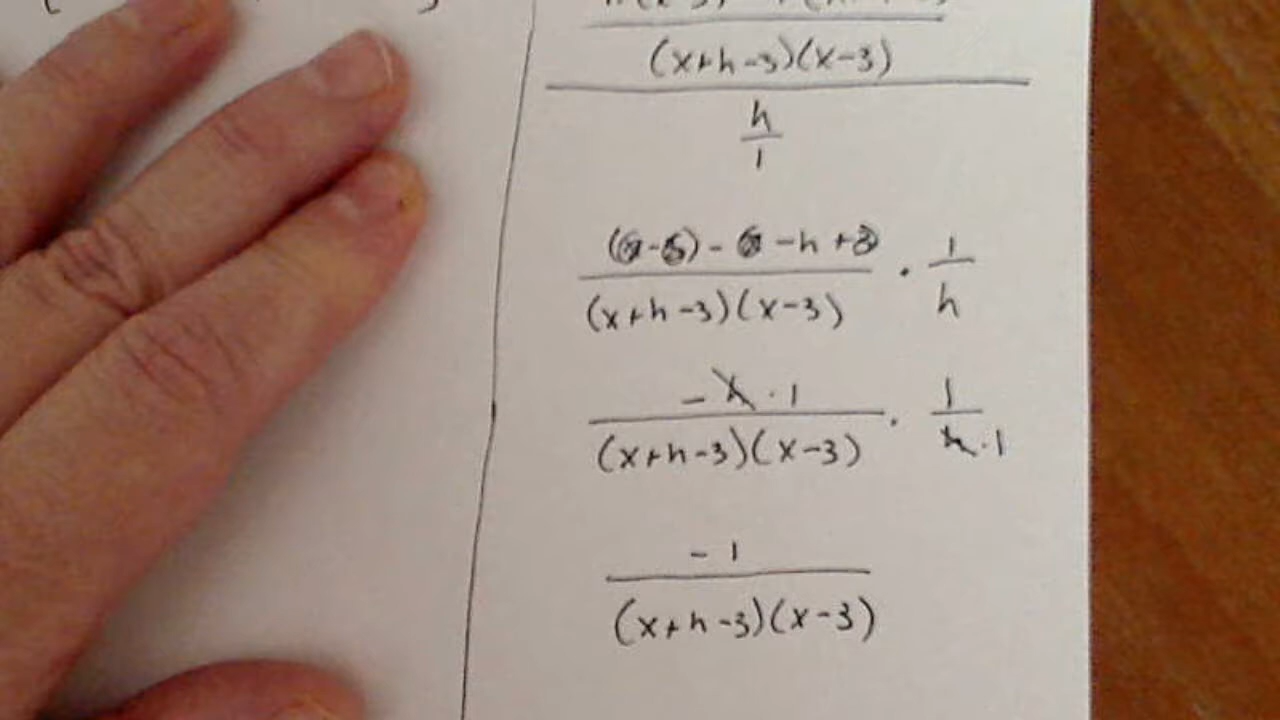 (x+h-3)(x-3)
h
1
-h+3 · 1
(x+h-3)(x-3) h
-h·1 · 1
(x+h-3)(x-3) h·1
-1
(x+h-3)(x-3)